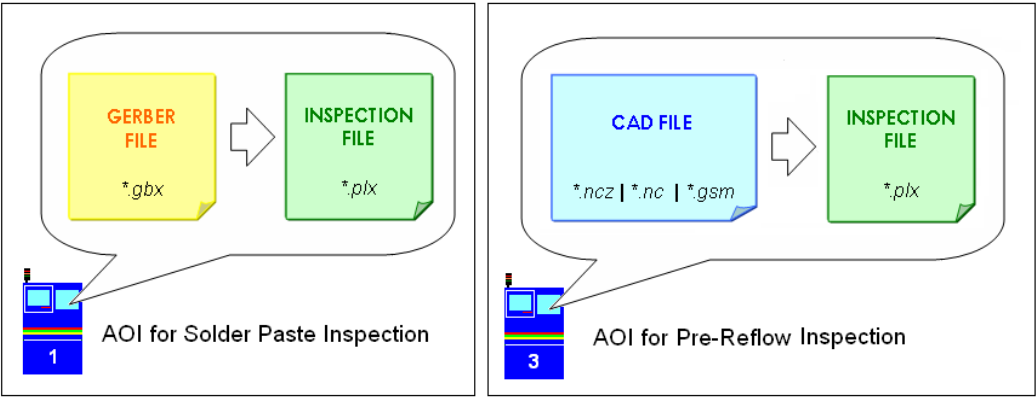 GERBER
FILE
*.gbx
INSPECTION
FILE
*.plx
1
AOI for Solder Paste Inspection
CAD FILE
*.ncz | *.nc | *.gsm
INSPECTION
FILE
*.plx
3
AOI for Pre-Reflow Inspection